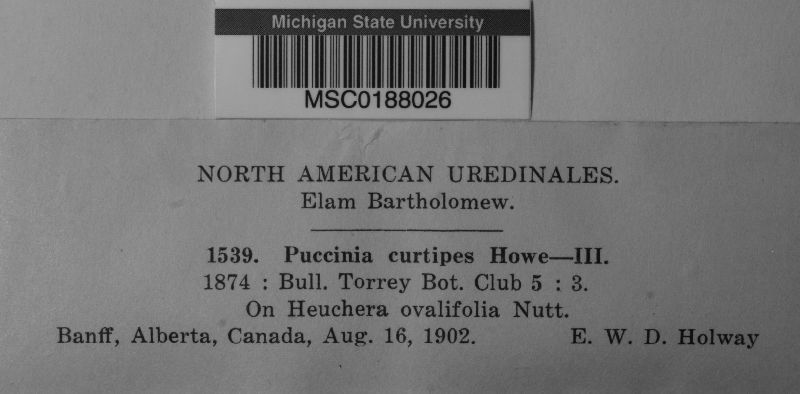 Michigan State University
MSC0188026
NORTH AMERICAN UREDINALES.
Elam Bartholomew.
1539. Puccinia curtipes Howe—III.
1874 : Bull. Torrey Bot. Club 5 : 3.
On Heuchera ovalifolia Nutt.
Banff, Alberta, Canada, Aug. 16, 1902. E. W. D. Holway